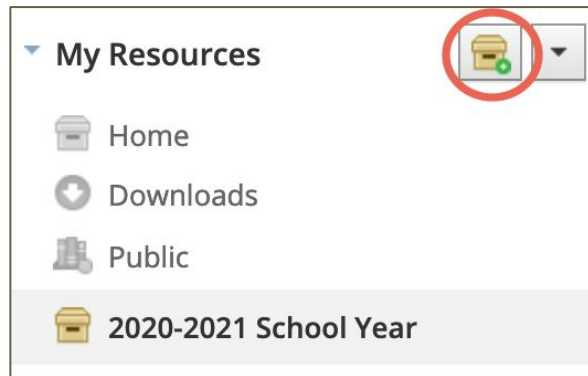 My Resources
Home
Downloads
Public
2020-2021 School Year